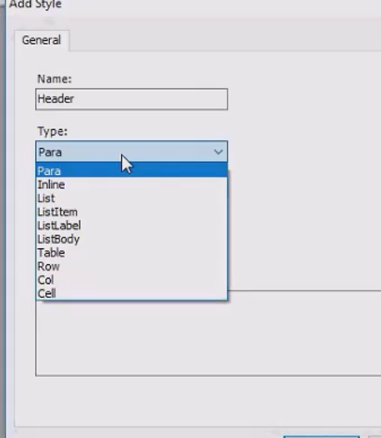 Add Style
General
Name:
Header
Type:
Para
Para
Inline
List
ListItem
ListLabel
ListBody
Table
Row
Col
Cell